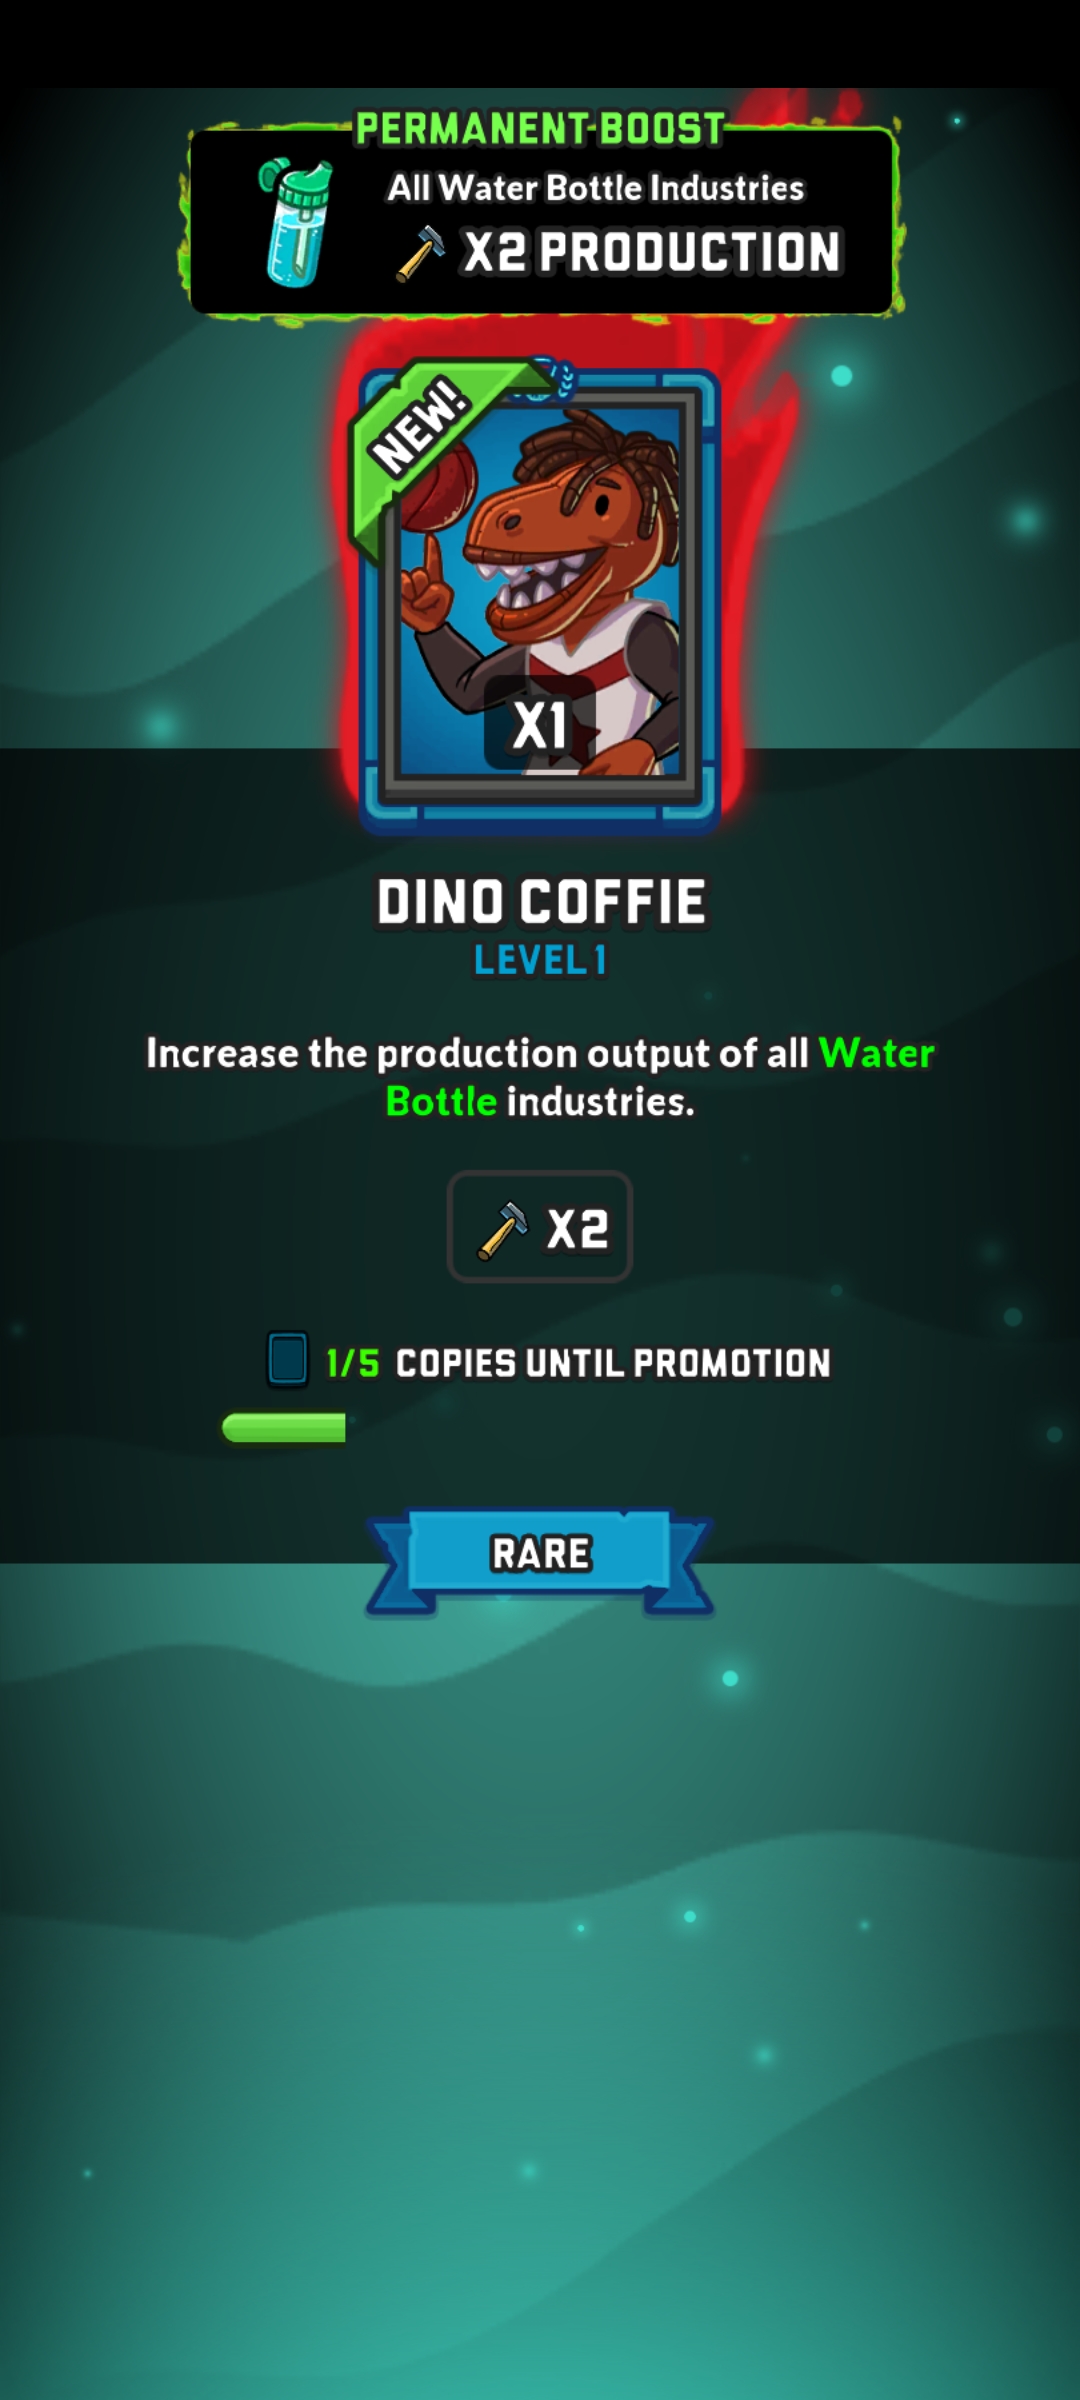 PERMANENT BOOST
All Water Bottle Industries
X2 PRODUCTION
NEW!
X1
DINO COFFIE
LEVEL 1
Increase the production output of all Water
Bottle industries.
X2
1/5 COPIES UNTIL PROMOTION
RARE